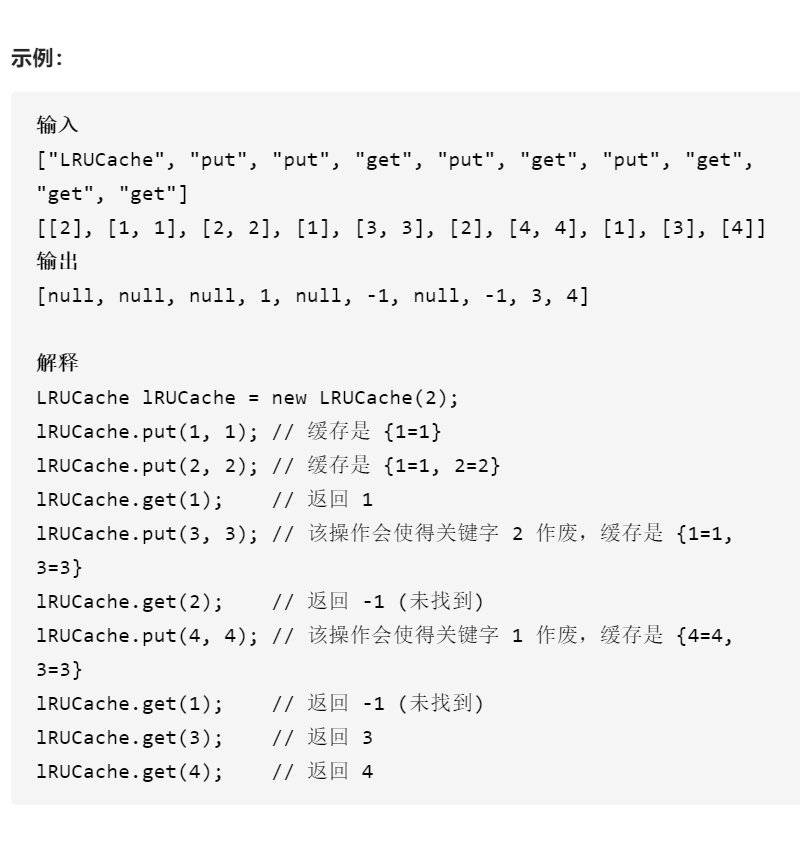 示例：
输入
["LRUCache", "put", "put", "get", "put", "get", "put", "get",
"get", "get"]
[[2], [1, 1], [2, 2], [1], [3, 3], [2], [4, 4], [1], [3], [4]]
输出
[null, null, null, 1, null, -1, null, -1, 3, 4]
解释
LRUCache lRUCache = new LRUCache(2);
lRUCache.put(1, 1); // 缓存是 {1=1}
lRUCache.put(2, 2); // 缓存是 {1=1, 2=2}
lRUCache.get(1);    // 返回 1
lRUCache.put(3, 3); // 该操作会使得关键字 2 作废，缓存是 {1=1,
3=3}
lRUCache.get(2);    // 返回 -1 (未找到)
lRUCache.put(4, 4); // 该操作会使得关键字 1 作废，缓存是 {4=4,
3=3}
lRUCache.get(1);    // 返回 -1 (未找到)
lRUCache.get(3);    // 返回 3
lRUCache.get(4);    // 返回 4